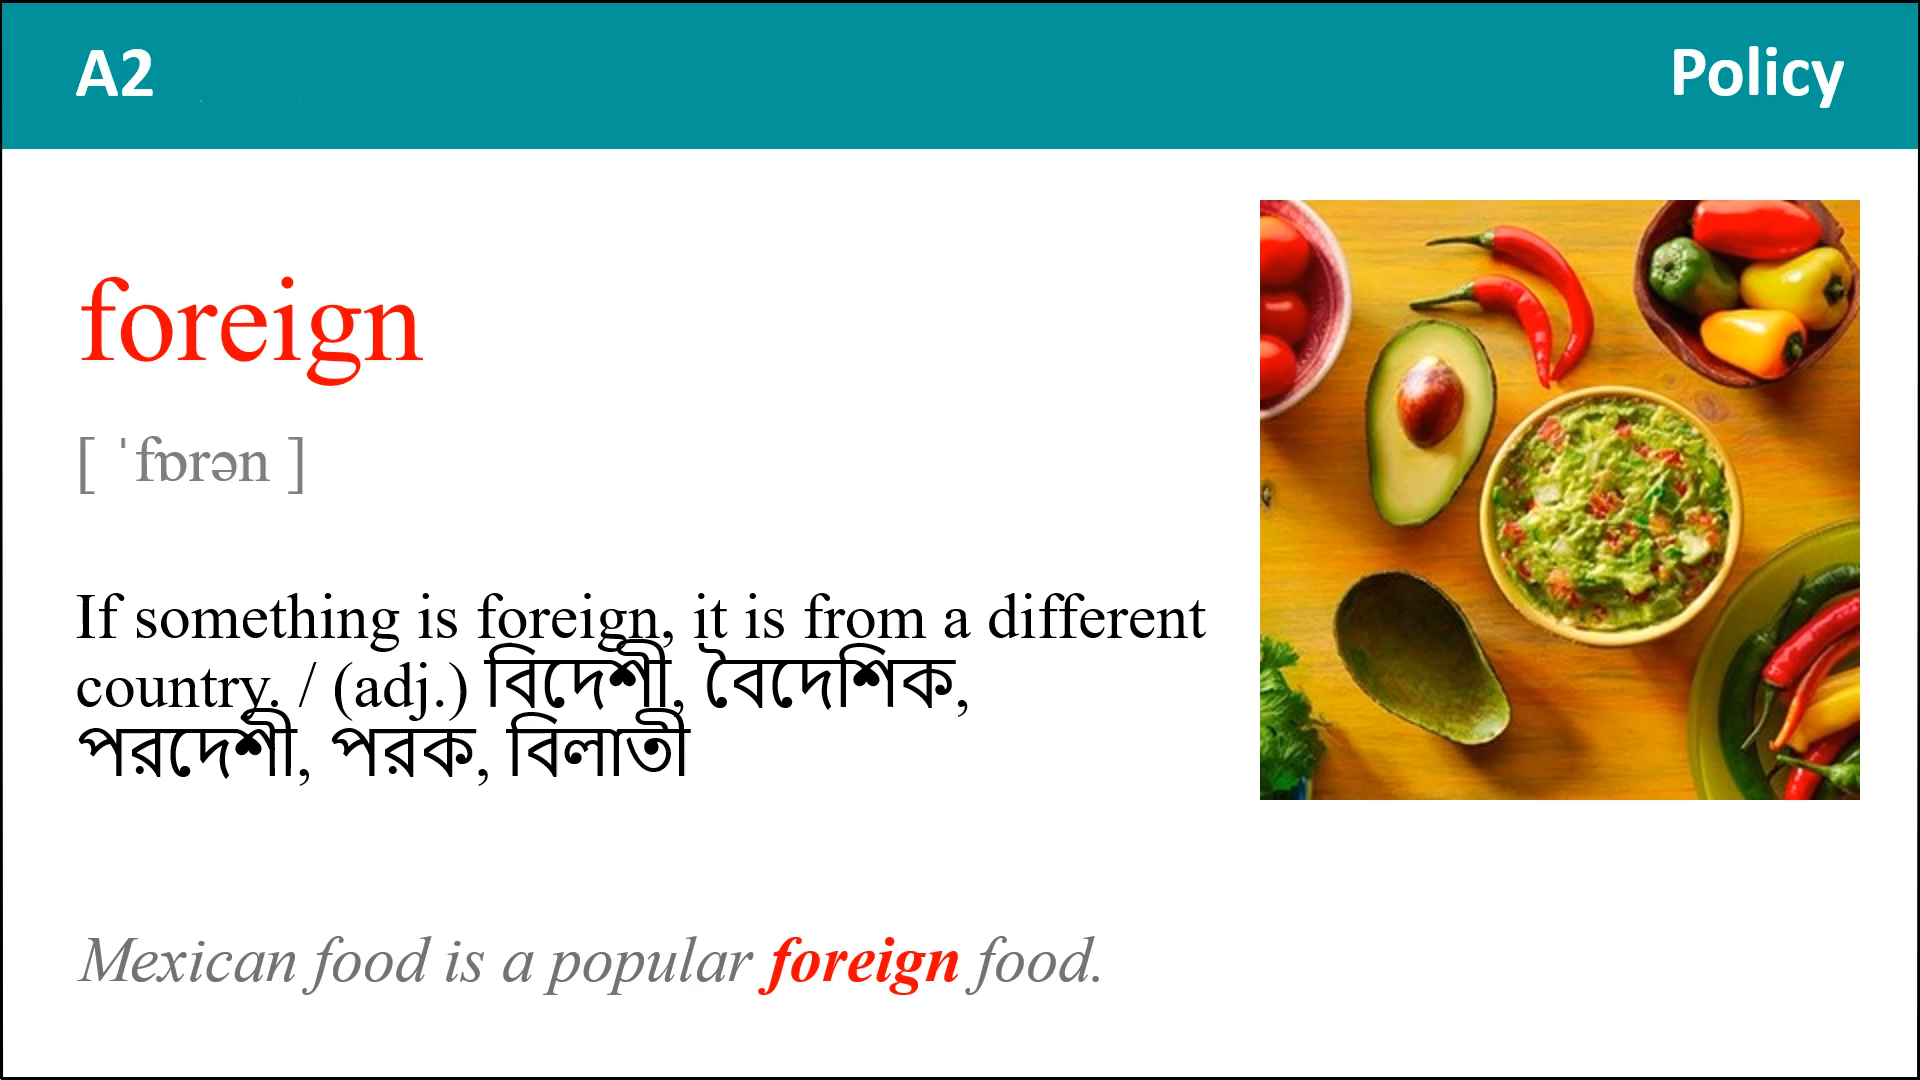 A2
Policy
foreign
[ ˈfɒrən ]
If something is foreign, it is from a different
country. / (adj.) বিদেশী, বৈদেশিক,
পরদেশী, পরক, বিলাতী
Mexican food is a popular foreign food.